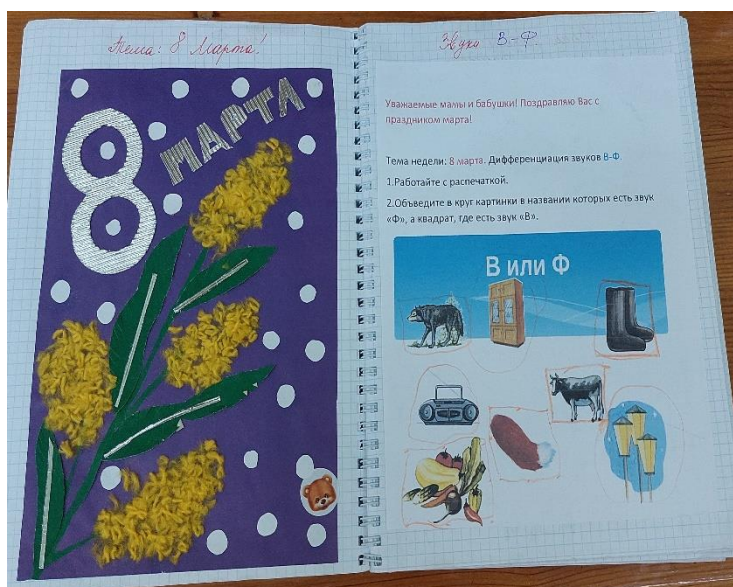 Тема: 8 Марта!
8 МАРТА
Звуки В-Ф.
Уважаемые мамы и бабушки! Поздравляю Вас с
праздником марта!
Тема недели: 8 марта. Дифференциация звуков В-Ф
1.Работайте с распечаткой.
2.Объведите в круг картинки в названии которых есть звук
«Ф», а квадрат, где есть звук «В».
В или Ф